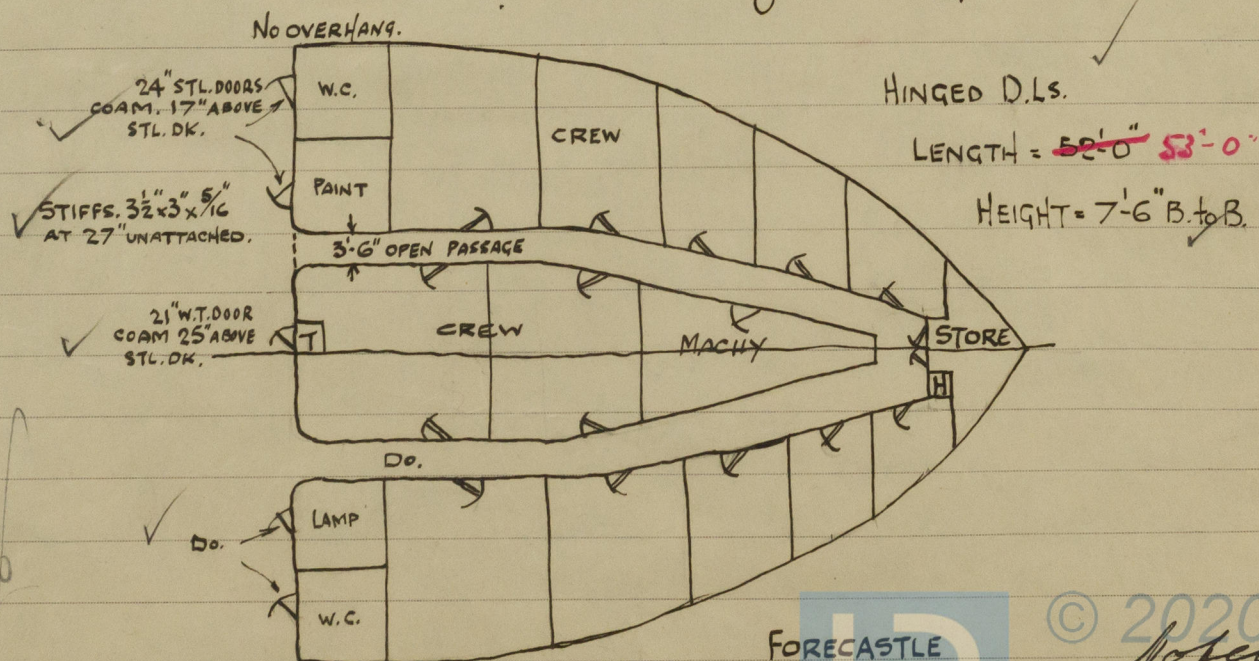 NO OVERHANG.
24" STL. DOORS
COAM. 17" ABOVE
STL. DK.
W.C.
CREW
HINGED D.LS.
LENGTH = 52'-0" 53'-0"
HEIGHT = 7'-6" B. to B.
PAINT
STIFFS. 3½" x 3" x 5/16"
AT 27" UNATTACHED.
3'-6" OPEN PASSAGE
21" W.T. DOOR
COAM 25" ABOVE
STL. DK.
T
CREW
MACHY
STORE
H
Do.
LAMP
Do.
W.C.
FORECASTLE
© 2020